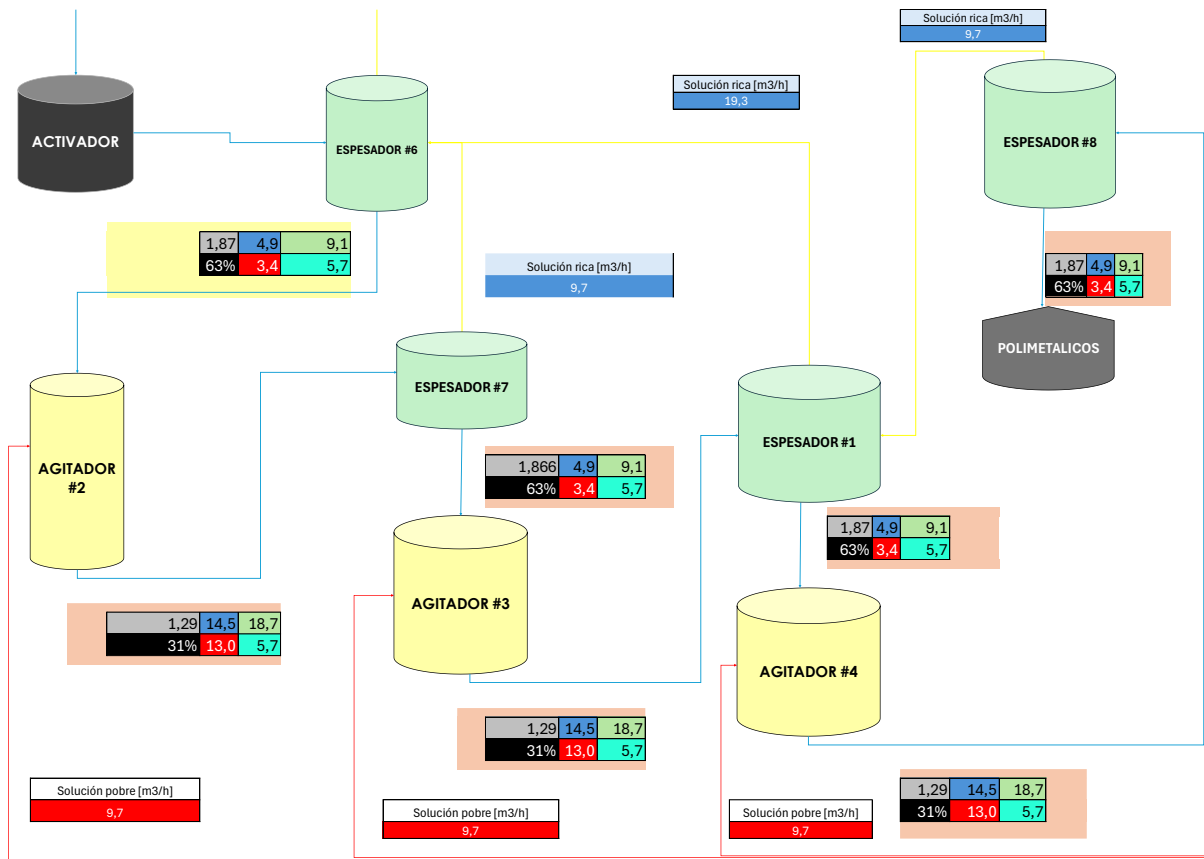 Solución rica [m3/h]
9,7
Solución rica [m3/h]
19,3
ACTIVADOR
ESPESADOR #6
ESPESADOR #8
1,87 4,9 9,1
63% 3,4 5,7
Solución rica [m3/h]
9,7
1,87 4,9 9,1
63% 3,4 5,7
POLIMETALICOS
ESPESADOR #7
ESPESADOR #1
AGITADOR
#2
1,866 4,9 9,1
63% 3,4 5,7
1,87 4,9 9,1
63% 3,4 5,7
AGITADOR #3
AGITADOR #4
1,29 14,5 18,7
31% 13,0 5,7
1,29 14,5 18,7
31% 13,0 5,7
1,29 14,5 18,7
31% 13,0 5,7
Solución pobre [m3/h]
9,7
Solución pobre [m3/h]
9,7
Solución pobre [m3/h]
9,7